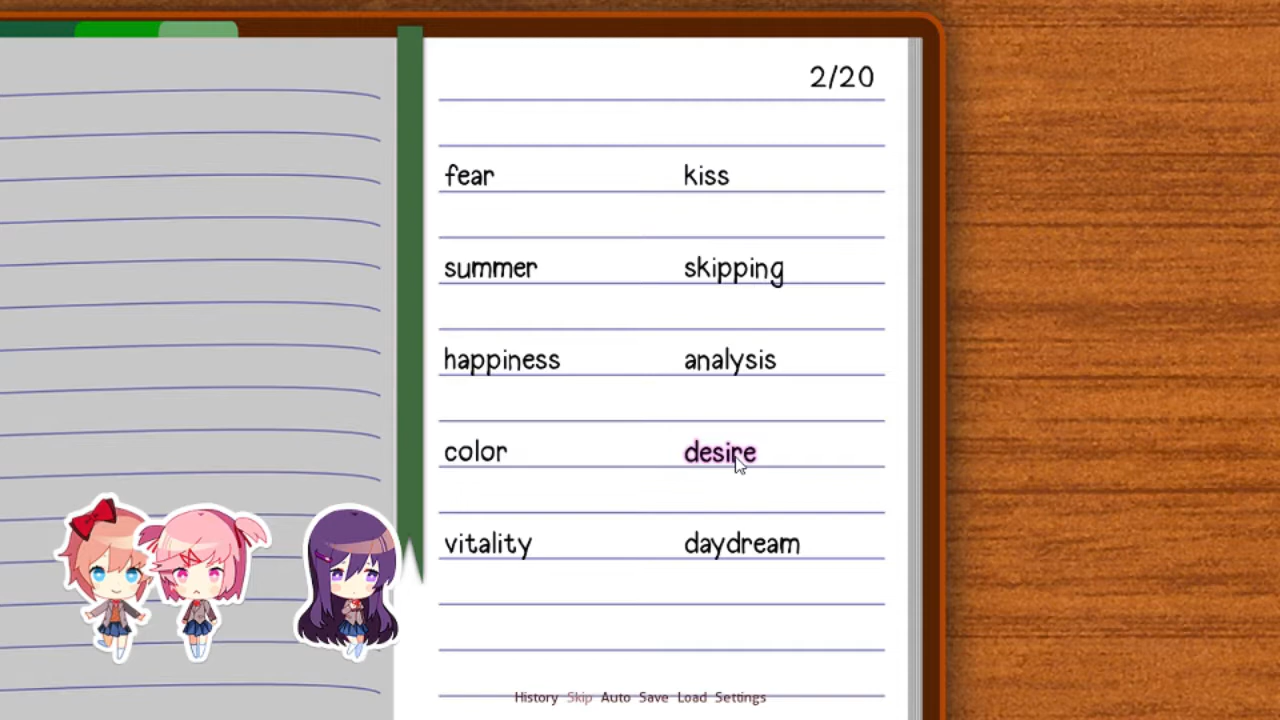 2/20
fear kiss
summer skipping
happiness analysis
color desire
vitality daydream
History Skip Auto Save Load Settings